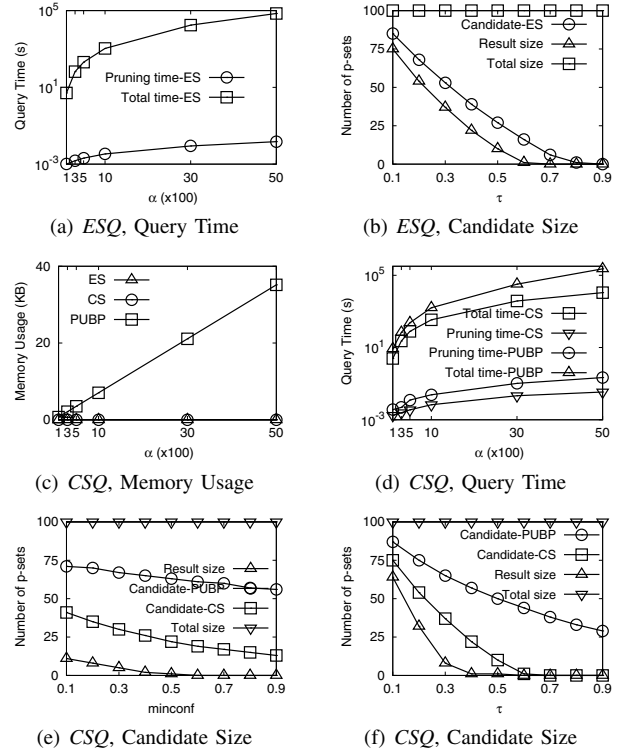 10^5
10^1
10^-3
Query Time (s)
Pruning time-ES
Total time-ES
1 3 5 10 30 50
α (x100)
(a) ESQ, Query Time
100
75
50
25
0
Number of p-sets
Candidate-ES
Result size
Total size
0.1 0.2 0.3 0.4 0.5 0.6 0.7 0.8 0.9
τ
(b) ESQ, Candidate Size
40
20
0
Memory Usage (KB)
ES
CS
PUBP
1 3 5 10 30 50
α (x100)
(c) CSQ, Memory Usage
10^5
10^1
10^-3
Query Time (s)
Total time-CS
Pruning time-CS
Pruning time-PUBP
Total time-PUBP
1 3 5 10 30 50
α (x100)
(d) CSQ, Query Time
100
75
50
25
0
Number of p-sets
Result size
Candidate-PUBP
Candidate-CS
Total size
0.1 0.3 0.5 0.7 0.9
minconf
(e) CSQ, Candidate Size
100
75
50
25
0
Number of p-sets
Candidate-PUBP
Candidate-CS
Result size
Total size
0.1 0.3 0.5 0.7 0.9
τ
(f) CSQ, Candidate Size